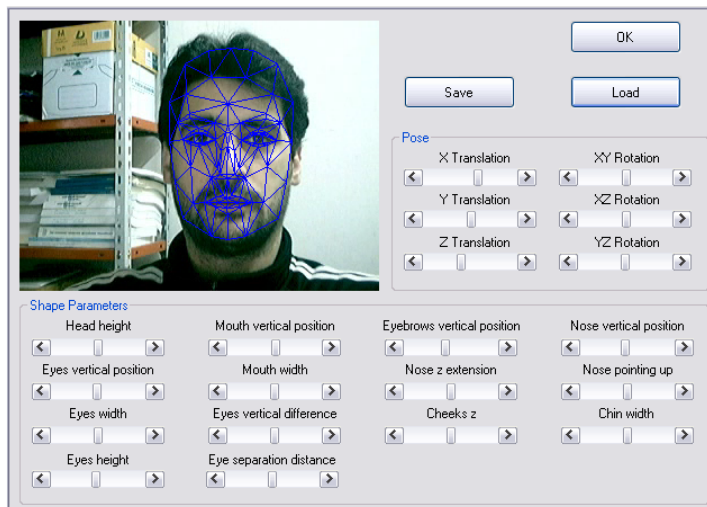 OK
Save
Load
Pose
X Translation
XY Rotation
Y Translation
XZ Rotation
Z Translation
YZ Rotation
Shape Parameters
Head height
Mouth vertical position
Eyebrows vertical position
Nose vertical position
Eyes vertical position
Mouth width
Nose z extension
Nose pointing up
Eyes width
Eyes vertical difference
Cheeks z
Chin width
Eyes height
Eye separation distance